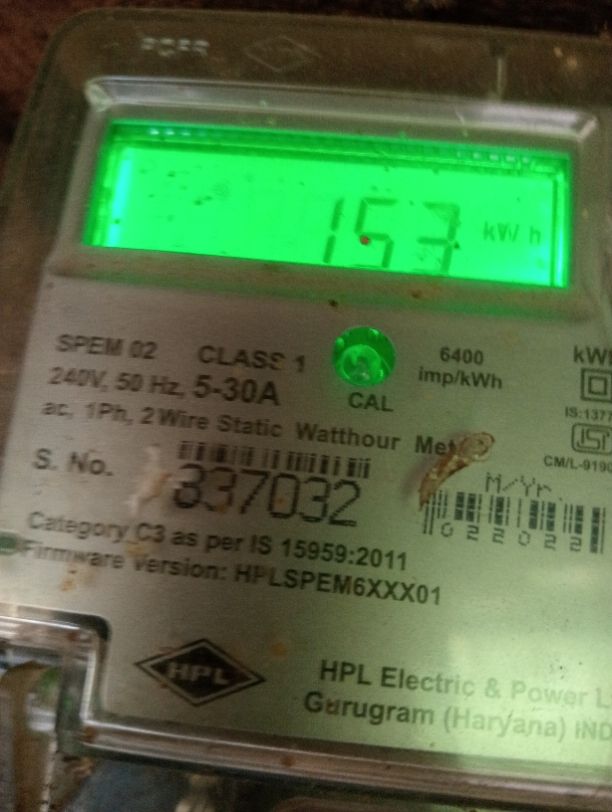 153 kWh
SPEM 02 CLASS 1
6400
imp/kWh
240V, 50 Hz, 5-30A
CAL
ac, 1Ph, 2 Wire Static Watthour
S. No.
837032
M/Yr.
022022
Category C3 as per IS 15959:2011
Firmware Version: HPLSPEM6XXX01
HPL
HPL Electric & Power
Gurugram (Haryana)